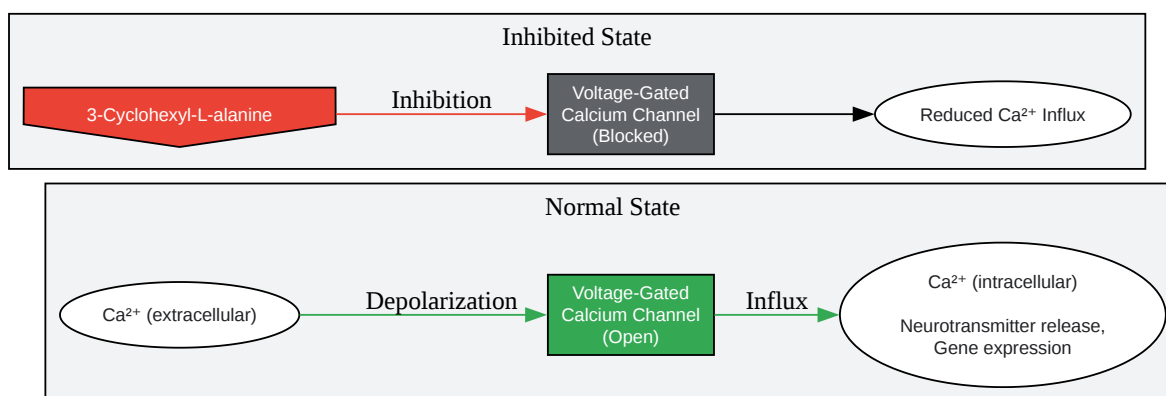 Inhibited State
3-Cyclohexyl-L-alanine
Inhibition
Voltage-Gated
Calcium Channel
(Blocked)
Reduced Ca²⁺ Influx
Normal State
Ca²⁺ (extracellular)
Depolarization
Voltage-Gated
Calcium Channel
(Open)
Influx
Ca²⁺ (intracellular)
Neurotransmitter release,
Gene expression